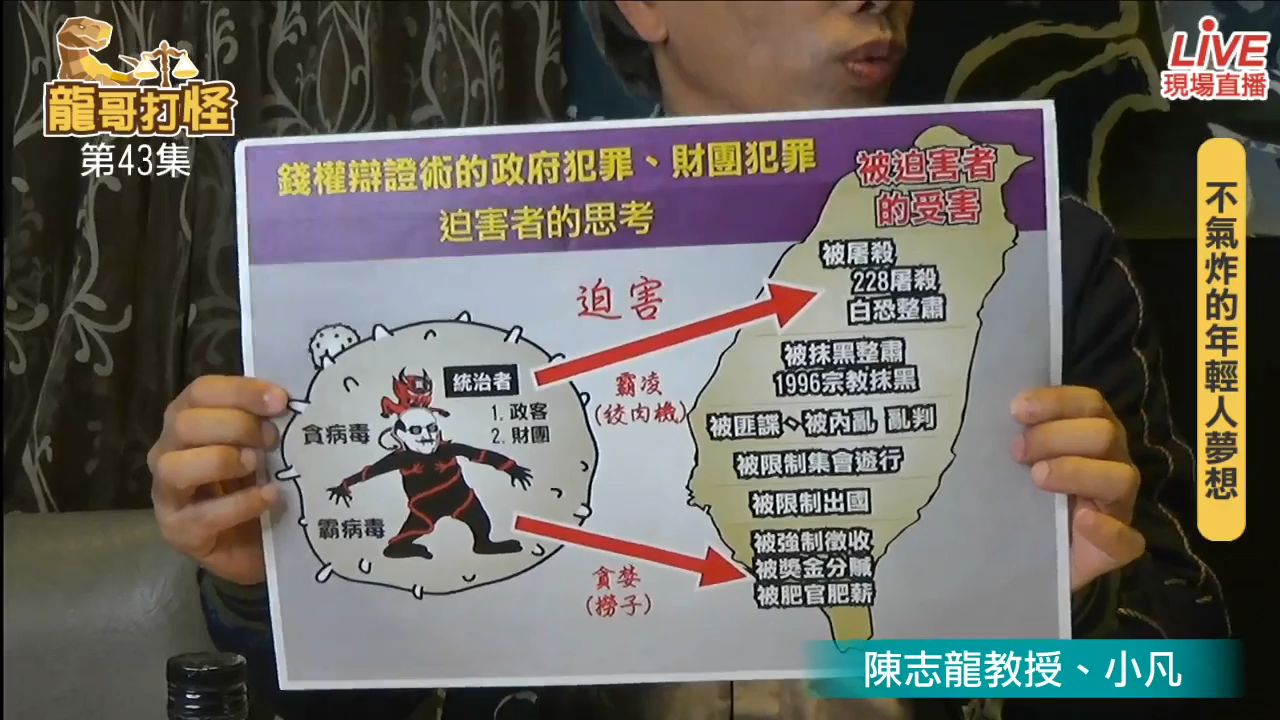 龍哥打怪
第43集
LIVE
現場直播
錢權辯證術的政府犯罪、財團犯罪
迫害者的思考
被迫害者
的受害
被屠殺
228屠殺
白恐整肅
迫害
被抹黑整肅
1996宗教抹黑
統治者
1. 政客
2. 財團
霸凌
(絞肉機)
貪病毒
被匪諜、被內亂 亂判
被限制集會遊行
霸病毒
被限制出國
被強制徵收
被獎金分贓
被肥官肥薪
貪婪
(撈子)
不氣炸的年輕人夢想
陳志龍教授、小凡